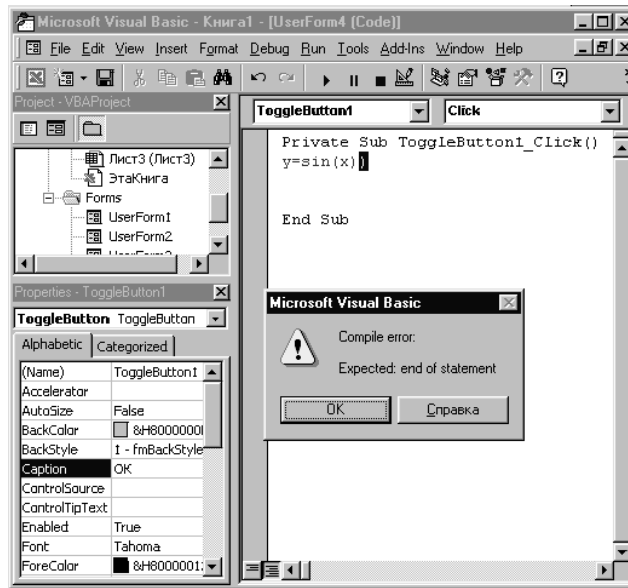 Microsoft Visual Basic - Книга1 - [UserForm4 (Code)]
File Edit View Insert Format Debug Run Tools Add-Ins Window Help
Project - VBAProject
Лист3 (Лист3)
ЭтаКнига
Forms
UserForm1
UserForm2
Properties - ToggleButton1
ToggleButton ToggleButton
Alphabetic Categorized
(Name) ToggleButton1
Accelerator
AutoSize False
BackColor &H8000000
BackStyle 1 - fmBackStyle
Caption OK
ControlSource
ControlTipText
Enabled True
Font Tahoma
ForeColor &H8000001
ToggleButton1 Click
Private Sub ToggleButton1_Click()
y=sin(x))
End Sub
Microsoft Visual Basic
Compile error:
Expected: end of statement
OK Справка